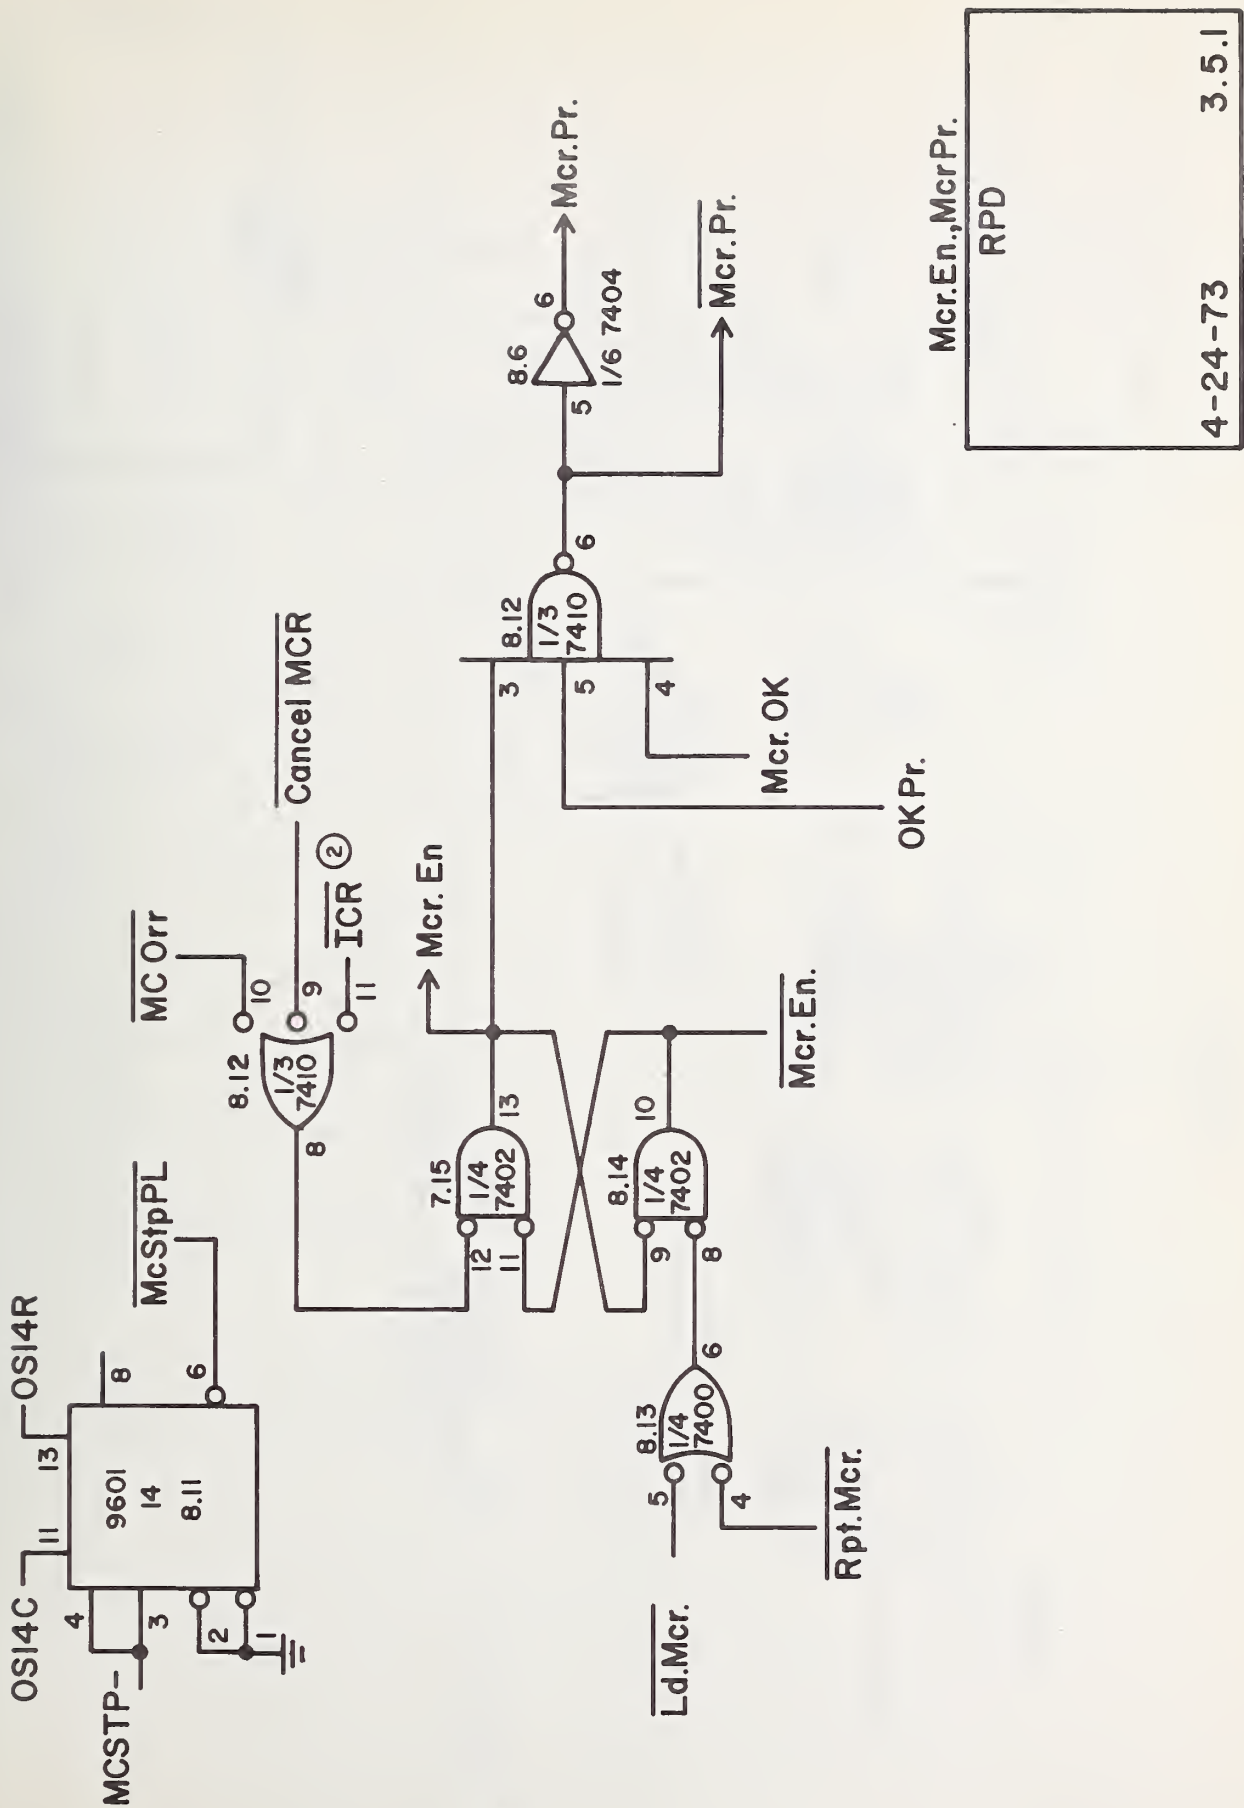 OS14C
OS14R
11
13
4
3
2
1
MCSTP
9601
14
8.11
8
6
McStpPL
MC Orr
10
8.12
1/3
7410
8
9
Cancel MCR
11
ICR ②
Mcr. En
7.15
1/4
7402
12
11
13
8.14
1/4
7402
9
8
10
Mcr. En.
8.13
1/4
7400
5
4
6
Ld.Mcr.
Rpt.Mcr.
3
5
4
8.12
1/3
7410
6
Mcr. OK
OK Pr.
8.6
5
6
1/6 7404
Mcr.Pr.
Mcr.Pr.
Mcr.En.,McrPr.
RPD
4-24-73 3.5.1